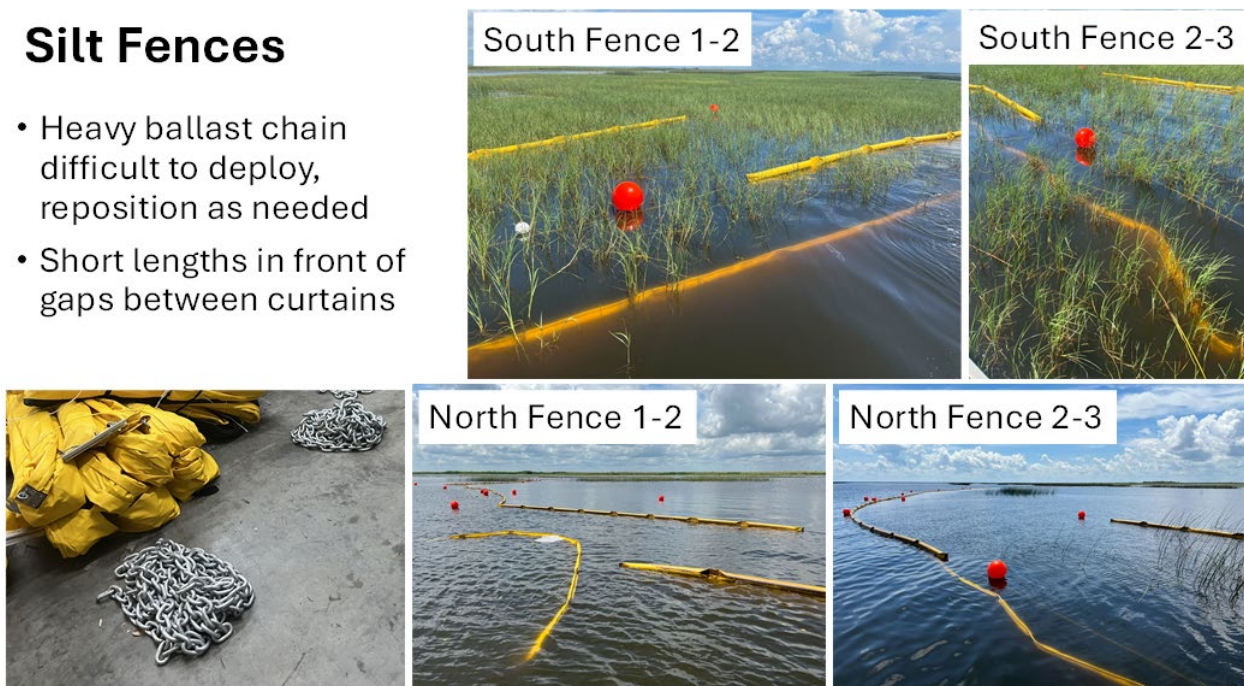 Silt Fences
• Heavy ballast chain
difficult to deploy,
reposition as needed
• Short lengths in front of
gaps between curtains
South Fence 1-2
South Fence 2-3
North Fence 1-2
North Fence 2-3